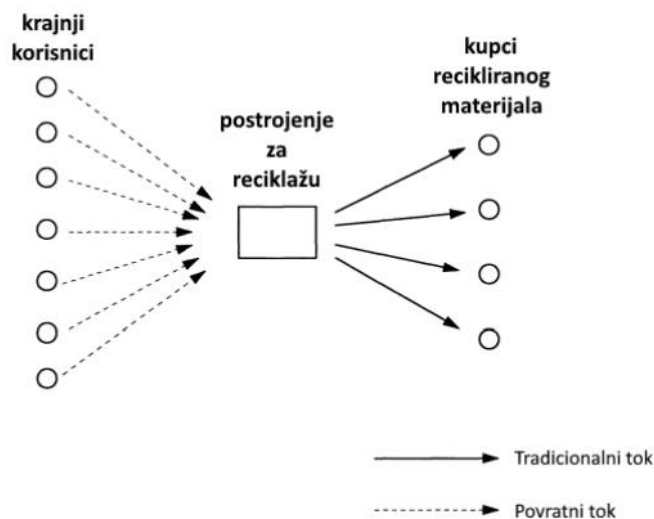 krajnji
korisnici
postrojenje
za
reciklažu
kupci
recikliranog
materijala
Tradicionalni tok
Povratni tok